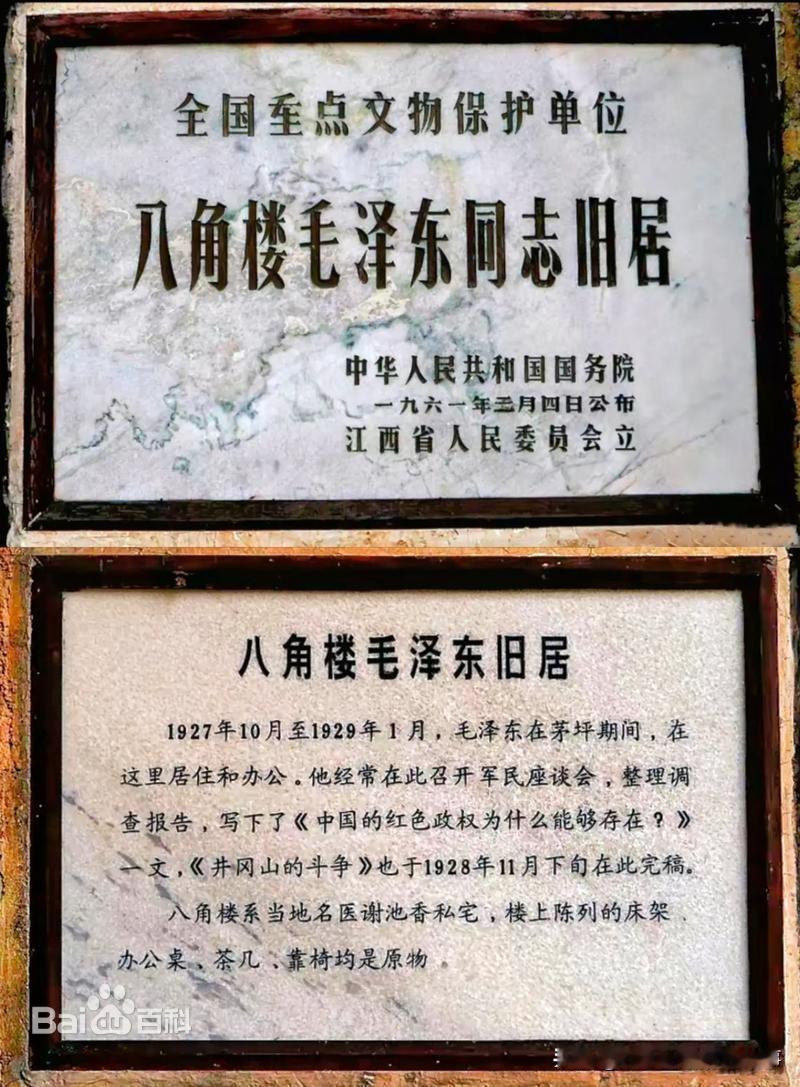 全国重点文物保护单位
八角楼毛泽东同志旧居
中华人民共和国国务院
一九六一年三月四日公布
江西省人民委员会立
八角楼毛泽东旧居
1927年10月至1929年1月，毛泽东在茅坪期间，在
这里居住和办公。他经常在此召开军民座谈会，整理调
查报告，写下了《中国的红色政权为什么能够存在？》
一文，《井冈山的斗争》也于1928年11月下旬在此完稿。
八角楼系当地名医谢池香私宅，楼上陈列的床架、
办公桌、茶几、靠椅均是原物。
Bai百科